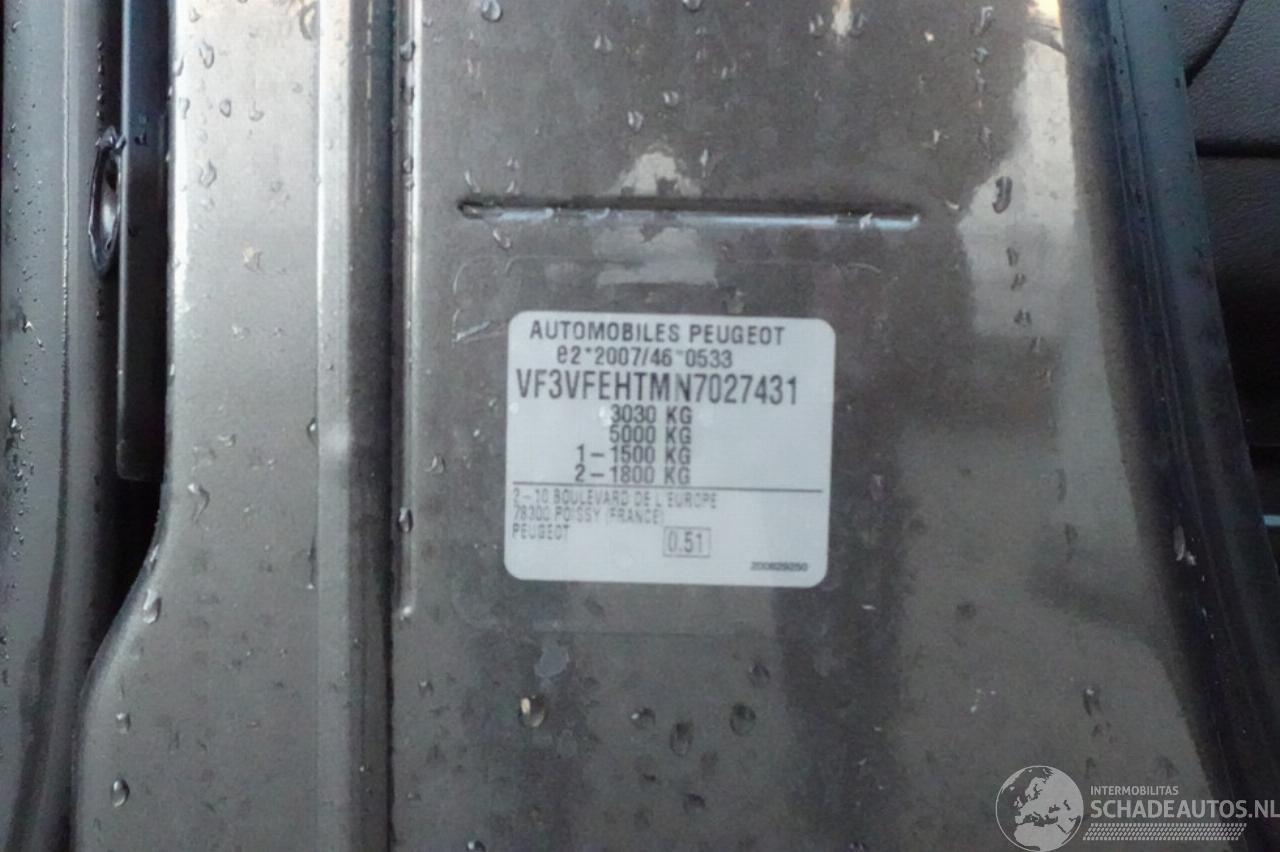 AUTOMOBILES PEUGEOT
e2*2007/46*0533
VF3VFEHTMN7027431
3030 KG
5000 KG
1-1500 KG
2-1800 KG
2-10 BOULEVARD DE L'EUROPE
78300 POISSY (FRANCE)
PEUGEOT
0.51
200629250
INTERMOBILITAS
SCHADEAUTOS.NL